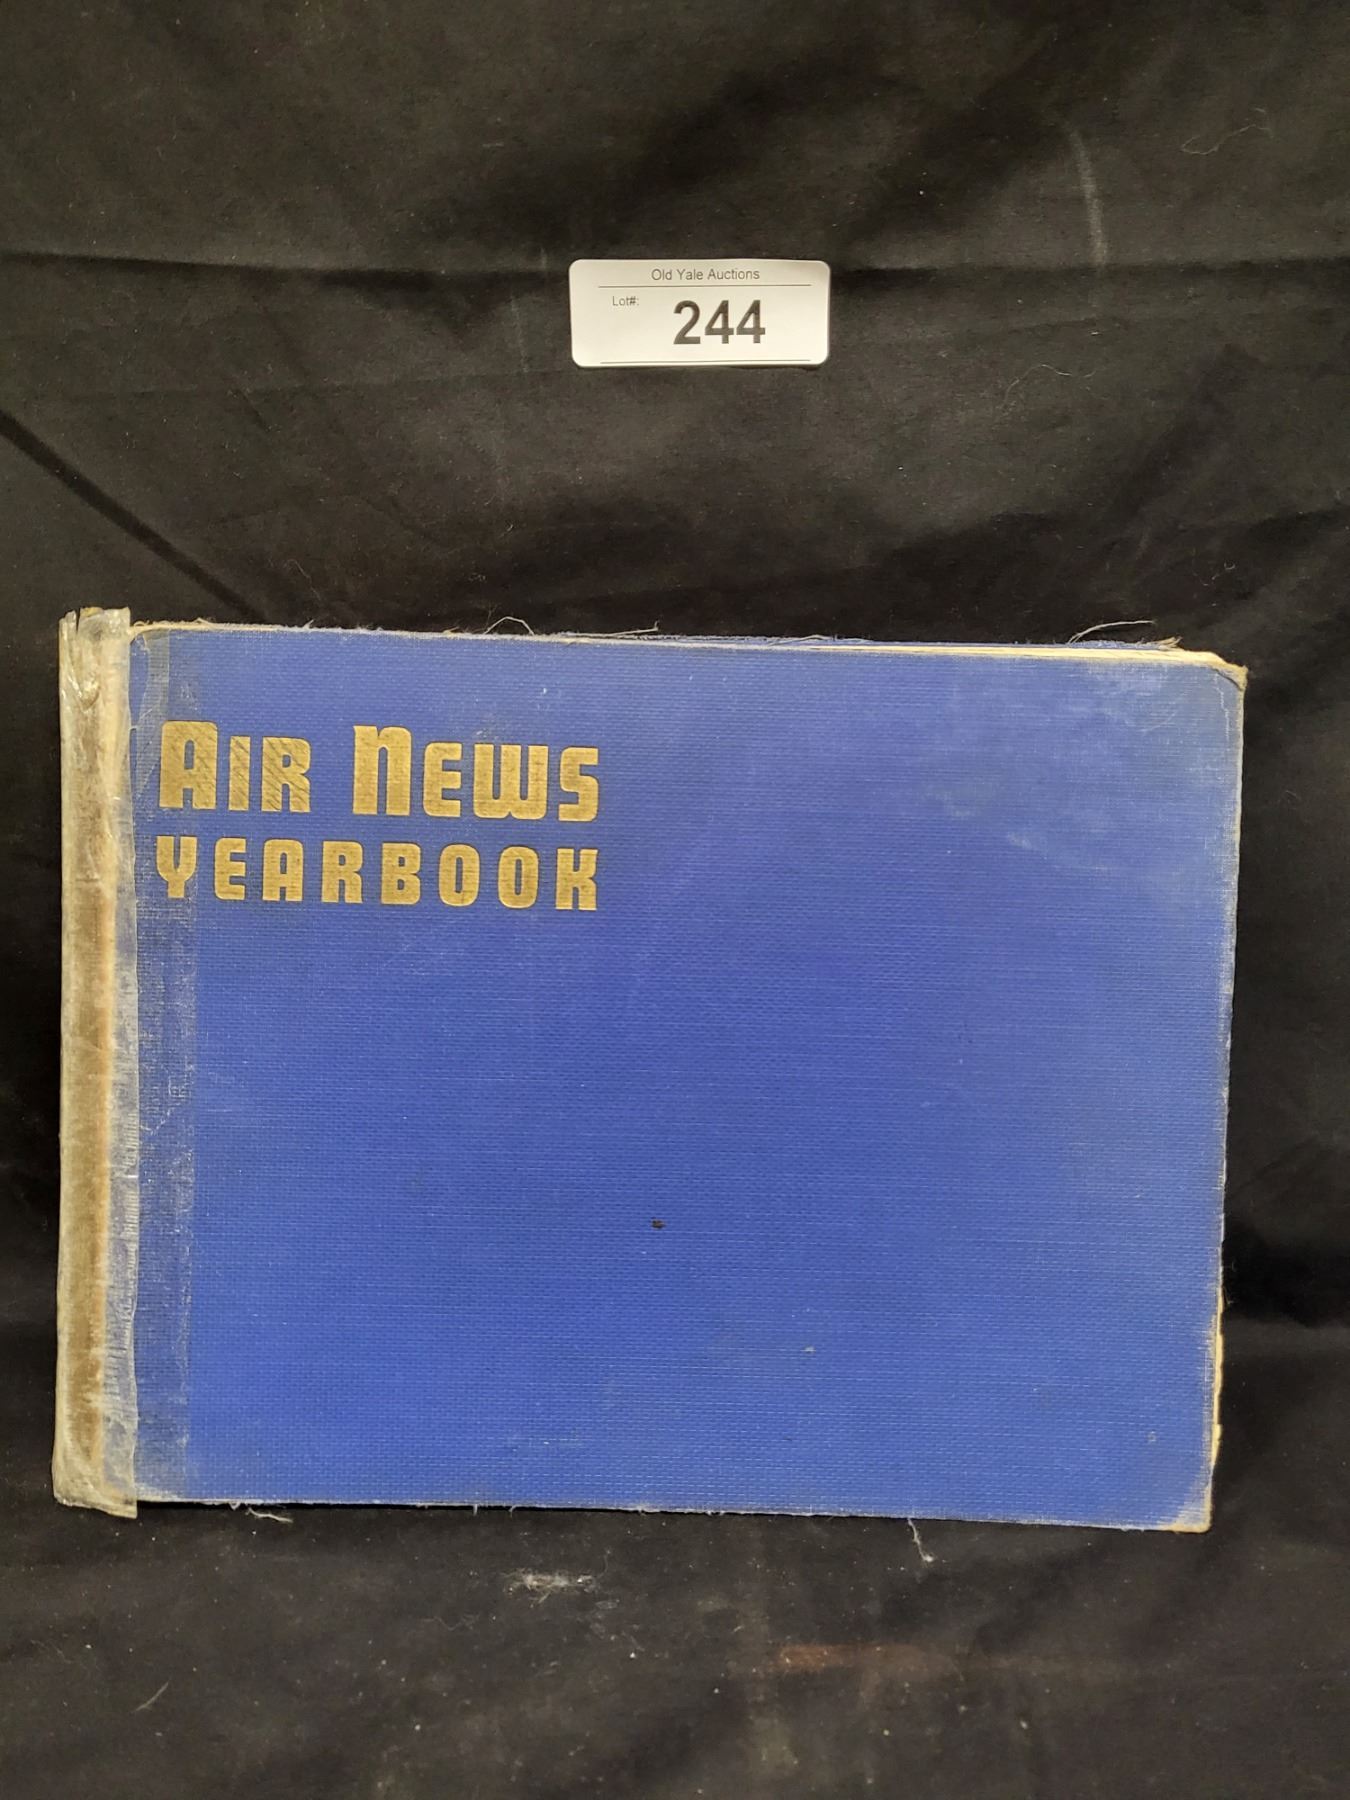 Old Yale Auctions
Lot#: 244
AIR NEWS
YEARBOOK